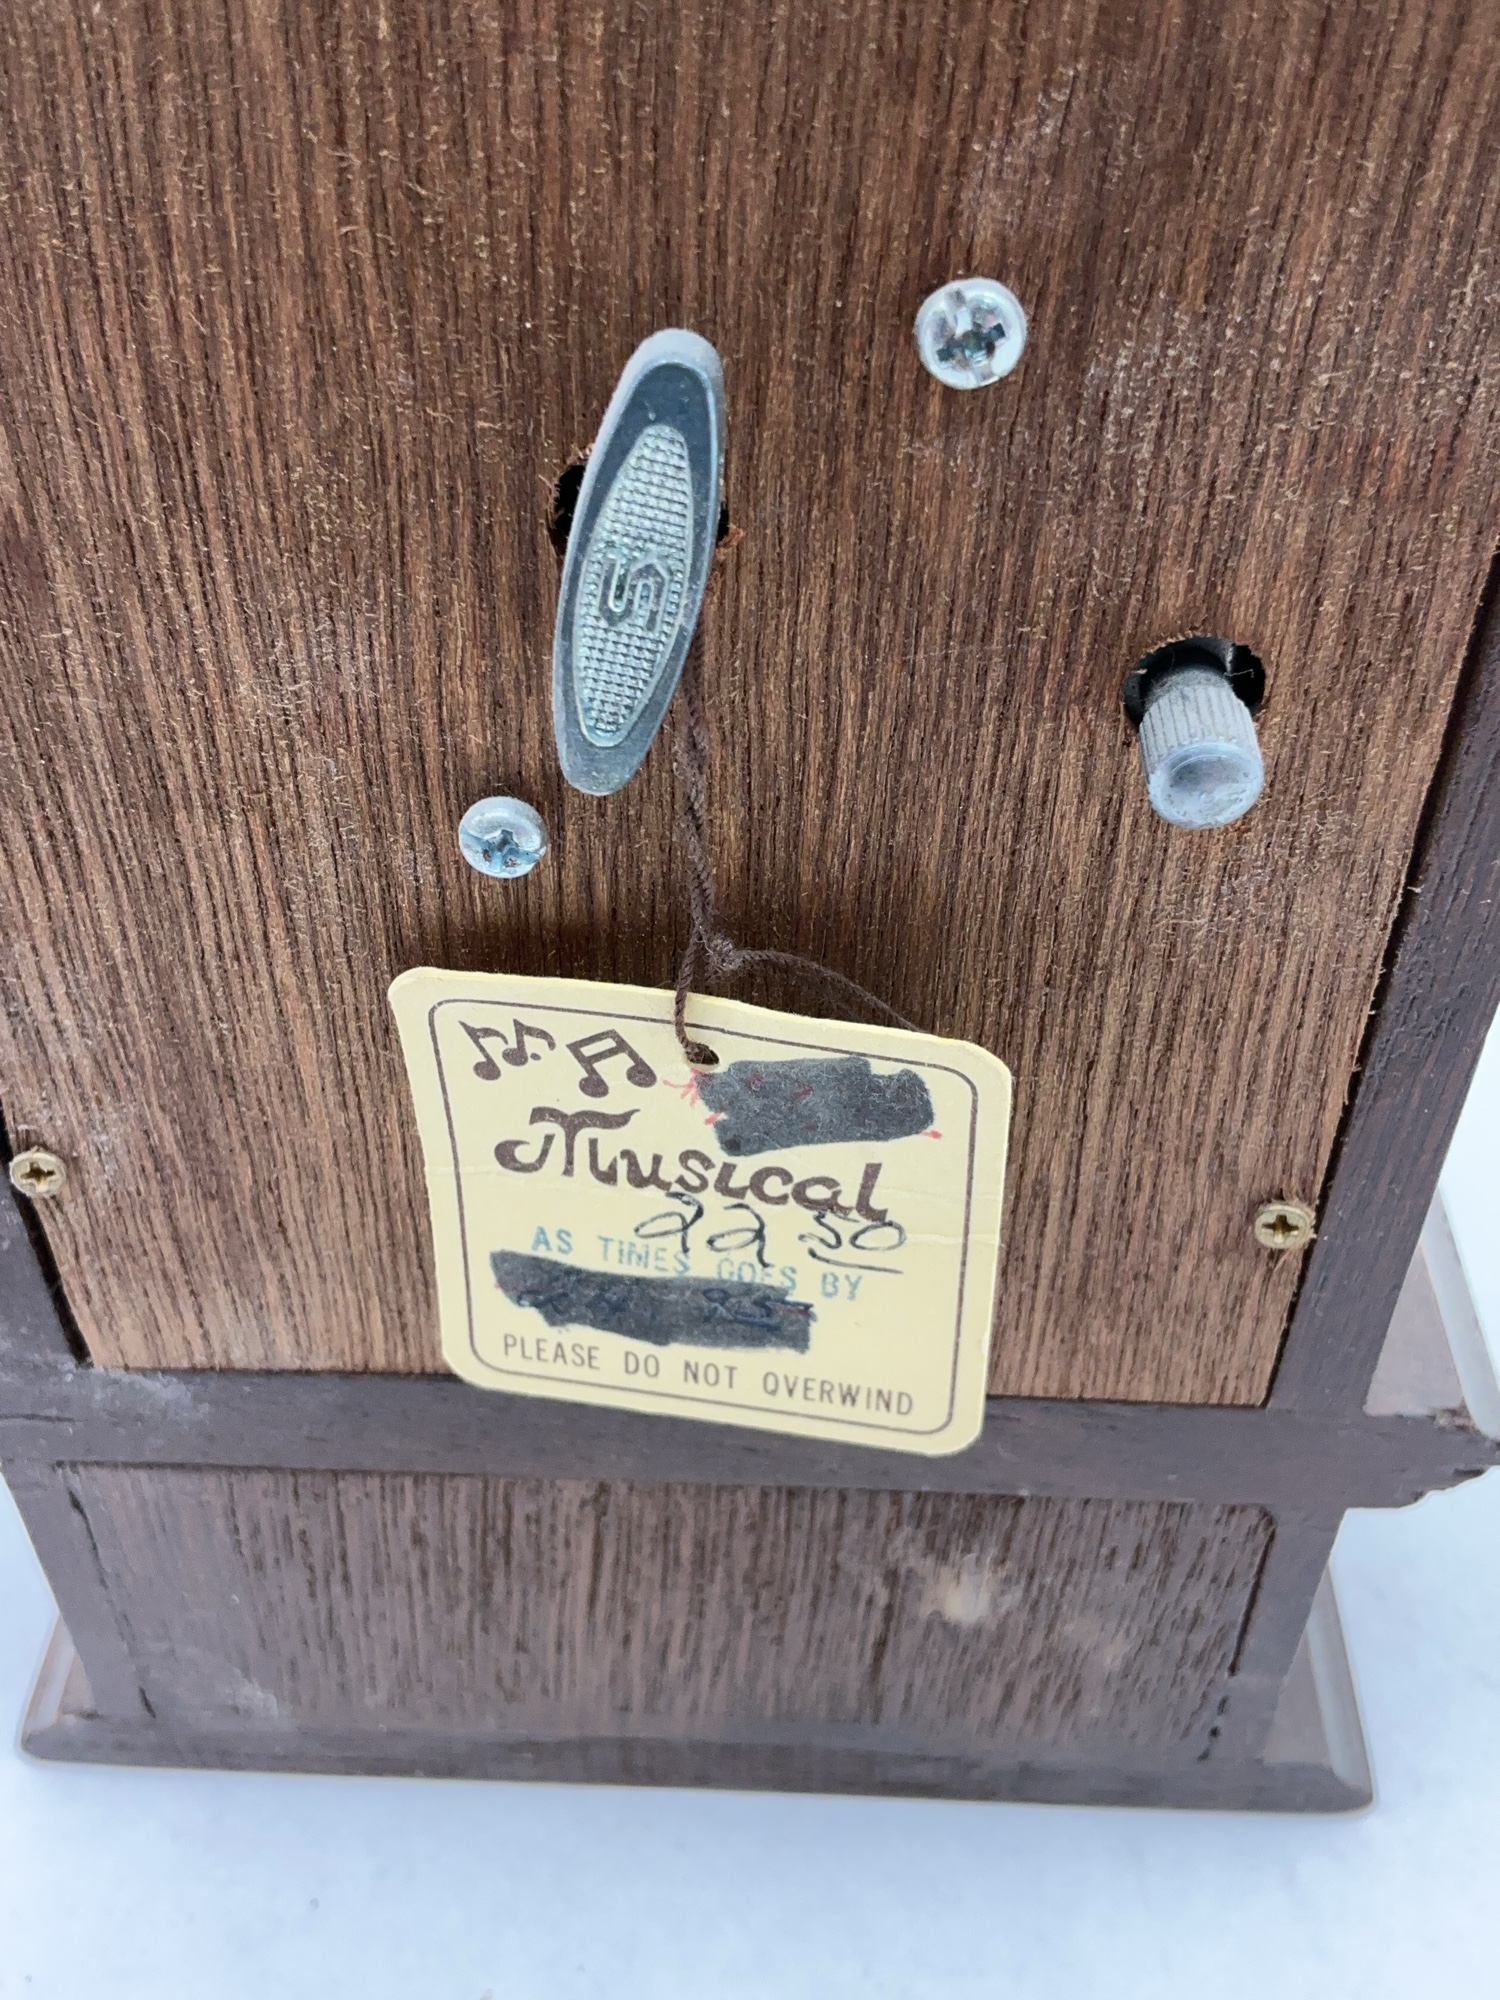 S
Musical
22 50
AS TIMES GOES BY
PLEASE DO NOT OVERWIND